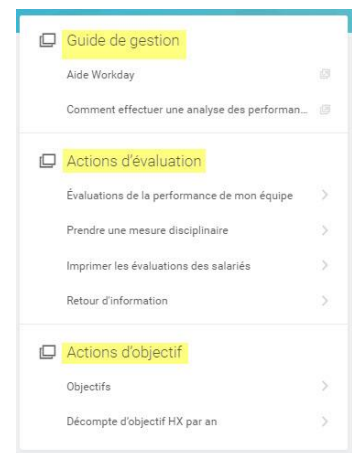 Guide de gestion
Aide Workday
Comment effectuer une analyse des performan...
Actions d'évaluation
Évaluations de la performance de mon équipe
Prendre une mesure disciplinaire
Imprimer les évaluations des salariés
Retour d'information
Actions d'objectif
Objectifs
Décompte d'objectif HX par an